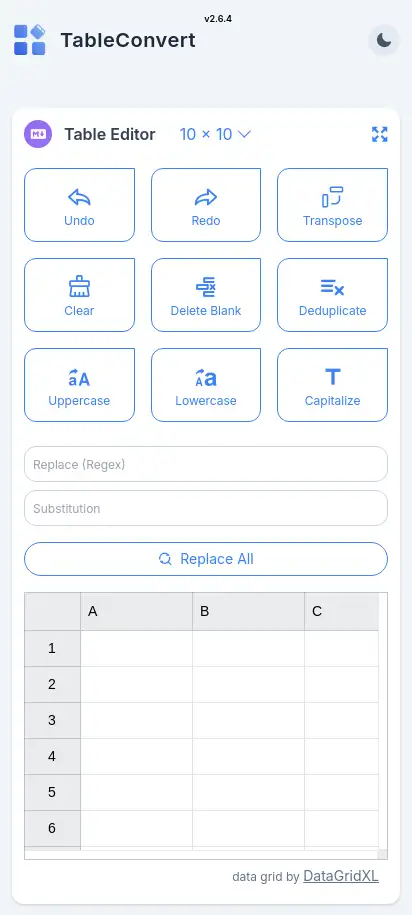 v2.6.4
TableConvert
Table Editor 10 × 10
Undo Redo Transpose
Clear Delete Blank Deduplicate
aA Aa T
Uppercase Lowercase Capitalize
Replace (Regex)
Substitution
Replace All
A B C
1
2
3
4
5
6
data grid by DataGridXL